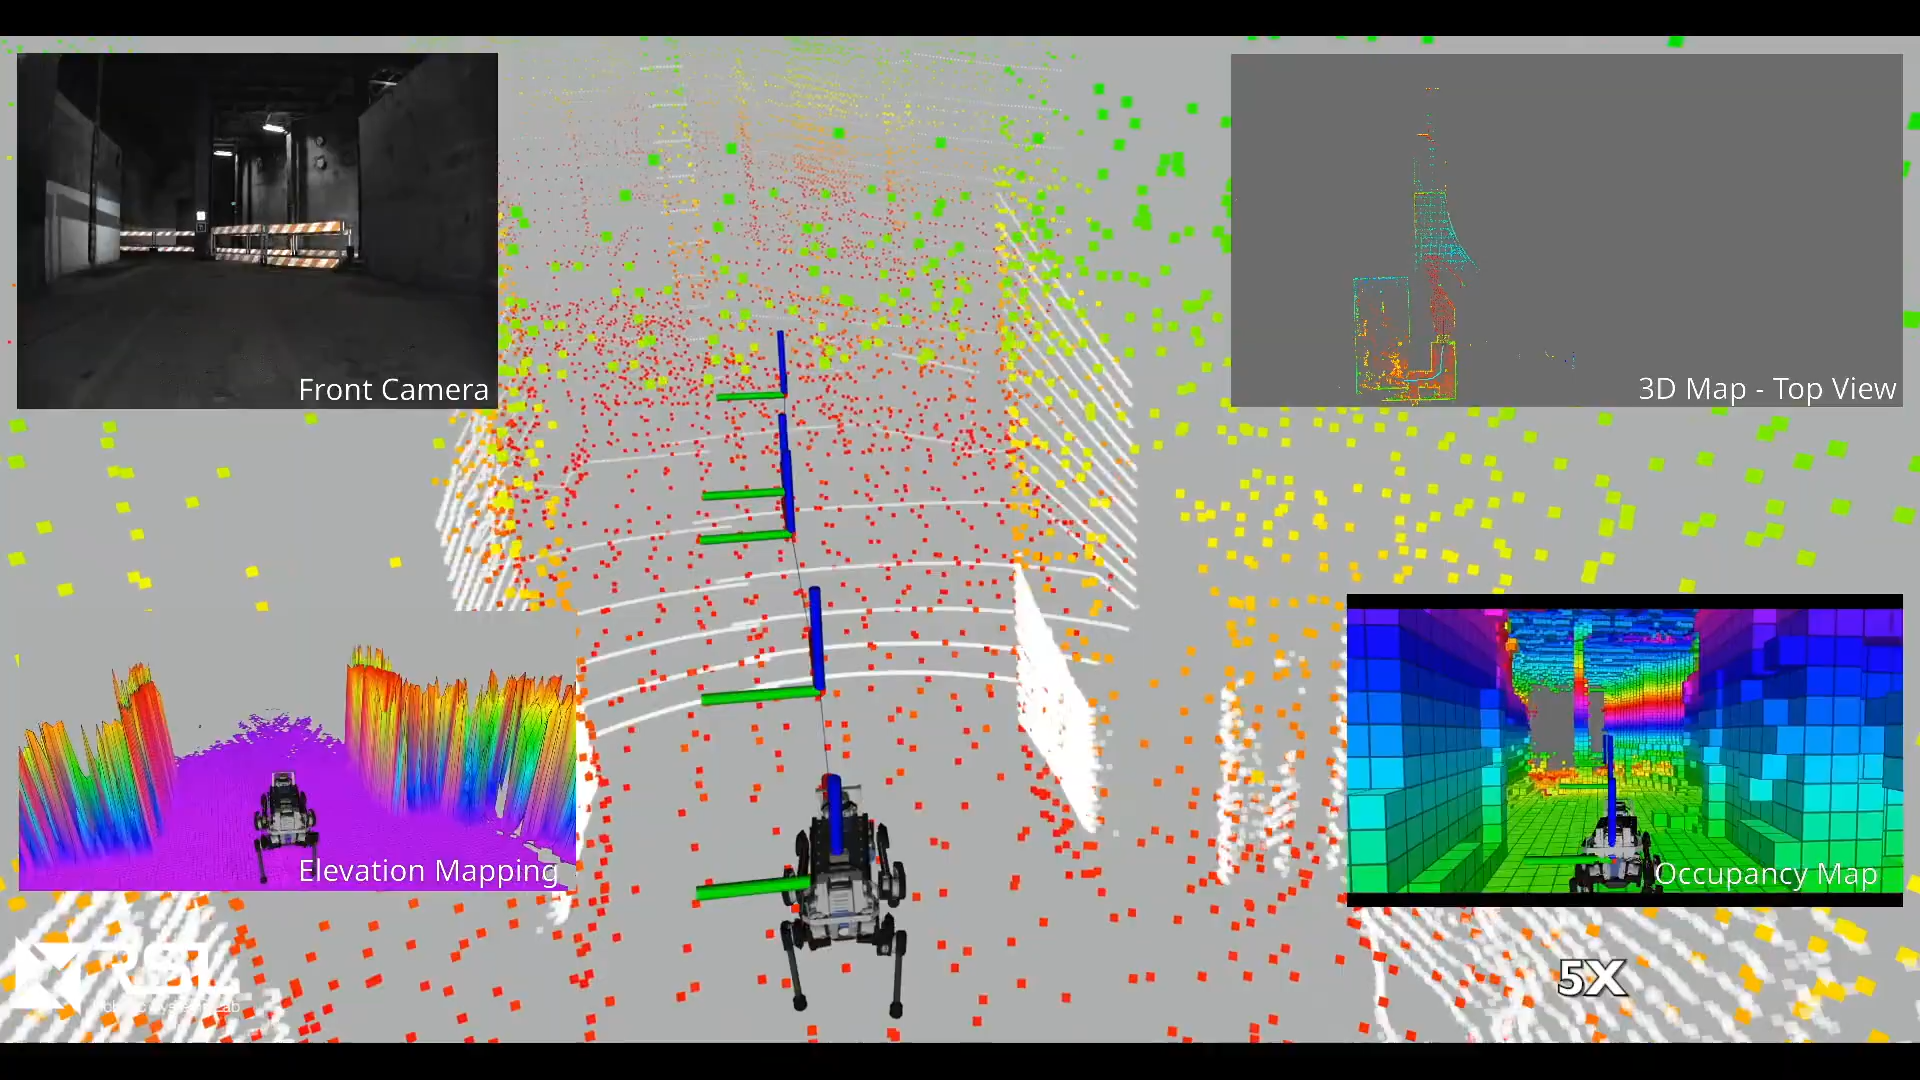 Front Camera
3D Map - Top View
Elevation Mapping
Occupancy Map
RSL
5X